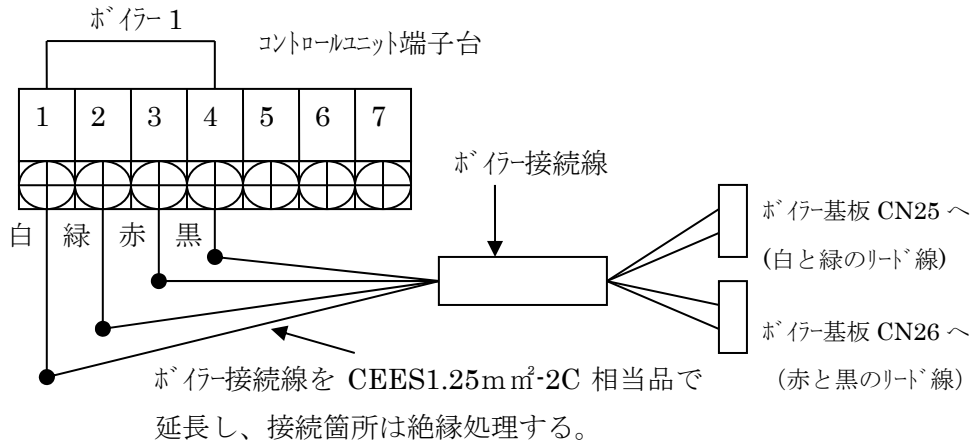 ﾎﾞｲﾗｰ 1
ｺﾝﾄﾛｰﾙﾕﾆｯﾄ端子台
1 2 3 4 5 6 7
白 緑 赤 黒
ﾎﾞｲﾗｰ接続線
ﾎﾞｲﾗｰ基板 CN25 へ
(白と緑のﾘｰﾄﾞ線)
ﾎﾞｲﾗｰ基板 CN26 へ
(赤と黒のﾘｰﾄﾞ線)
ﾎﾞｲﾗｰ接続線を CEES1.25ｍ㎡-2C 相当品で
延長し、接続箇所は絶縁処理する。